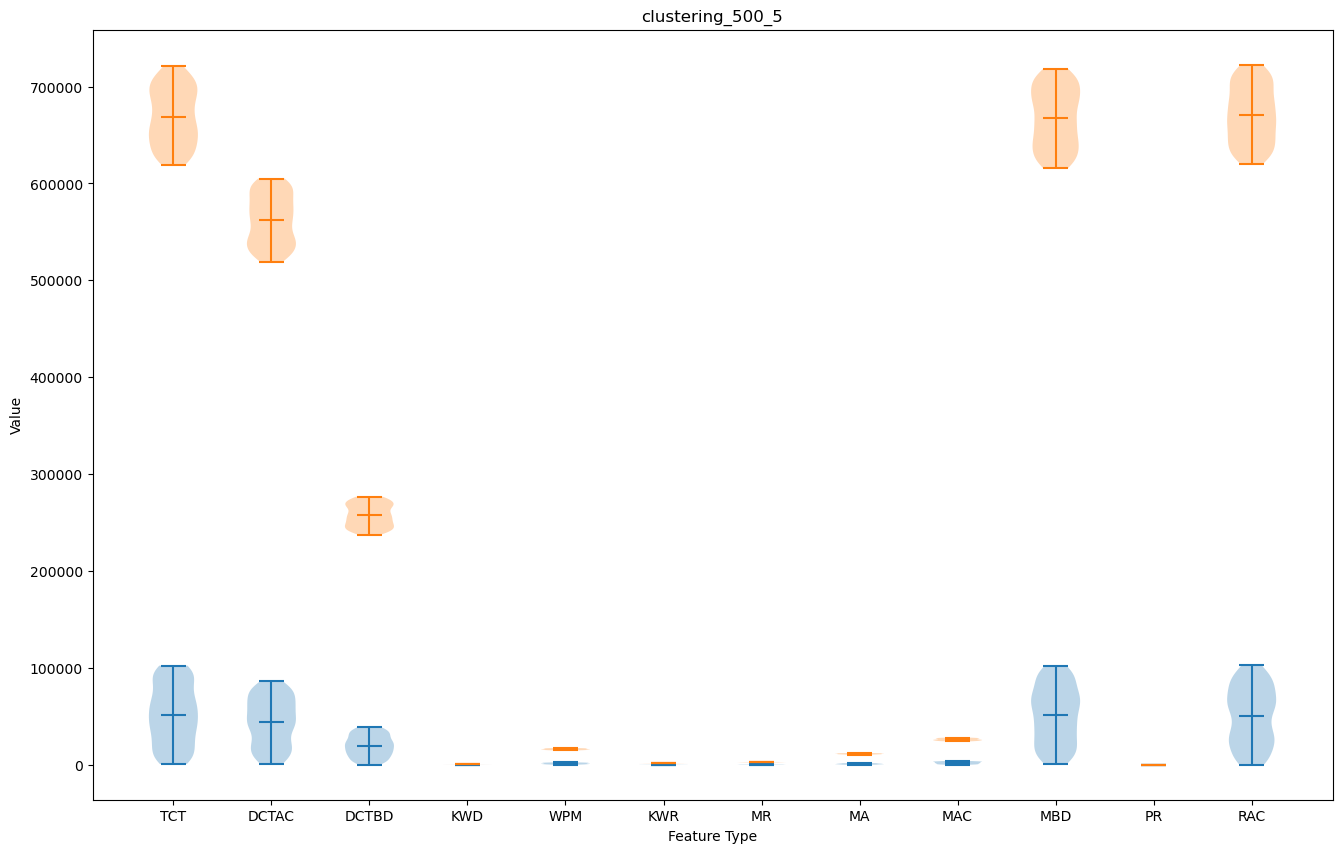 clustering_500_5
Value
700000
600000
500000
400000
300000
200000
100000
0
TCT DCTAC DCTBD KWD WPM KWR MR MA MAC MBD PR RAC
Feature Type